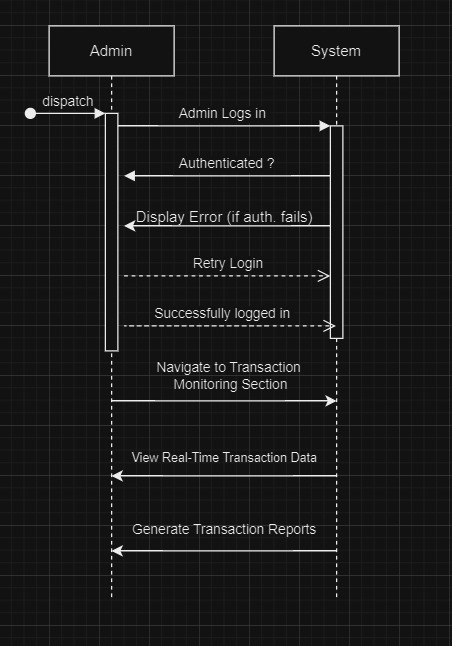 Admin
System
dispatch
Admin Logs in
Authenticated ?
Display Error (if auth. fails)
Retry Login
Successfully logged in
Navigate to Transaction
Monitoring Section
View Real-Time Transaction Data
Generate Transaction Reports